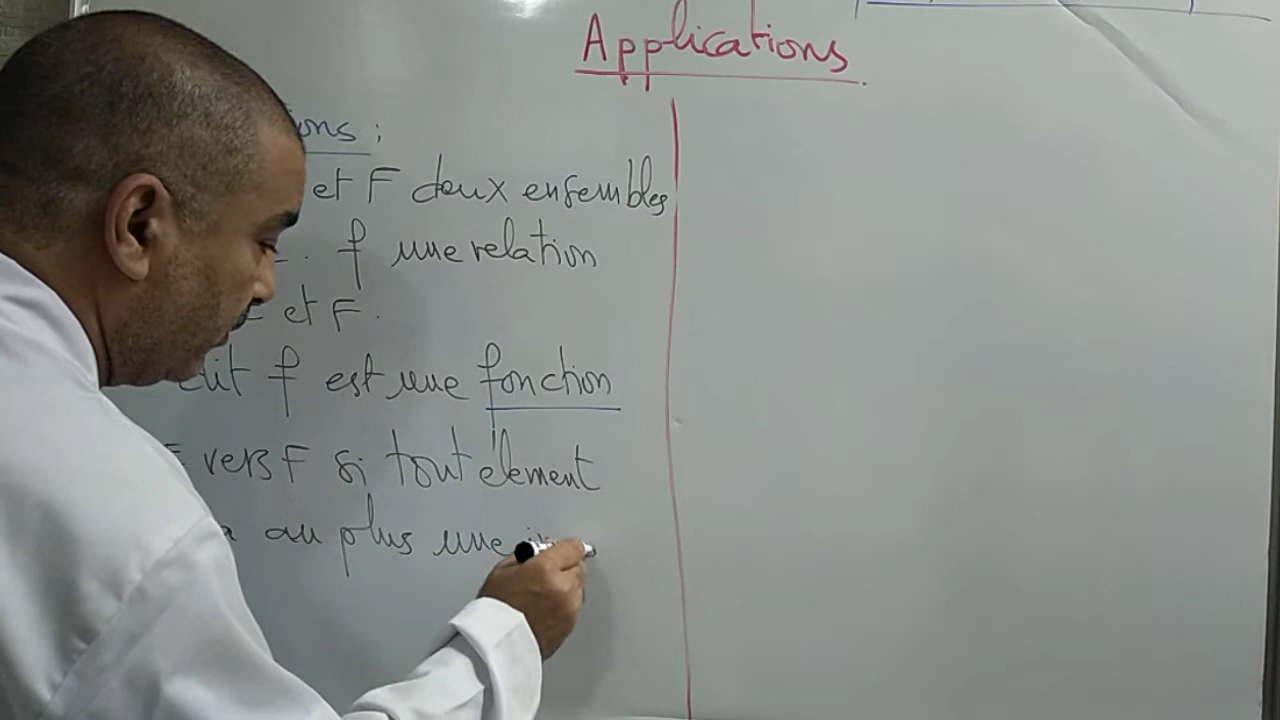 Applications
ons :
et F deux ensembles
f une relation
E et F.
dit f est une fonction
E vers F si tout élément
a au plus une